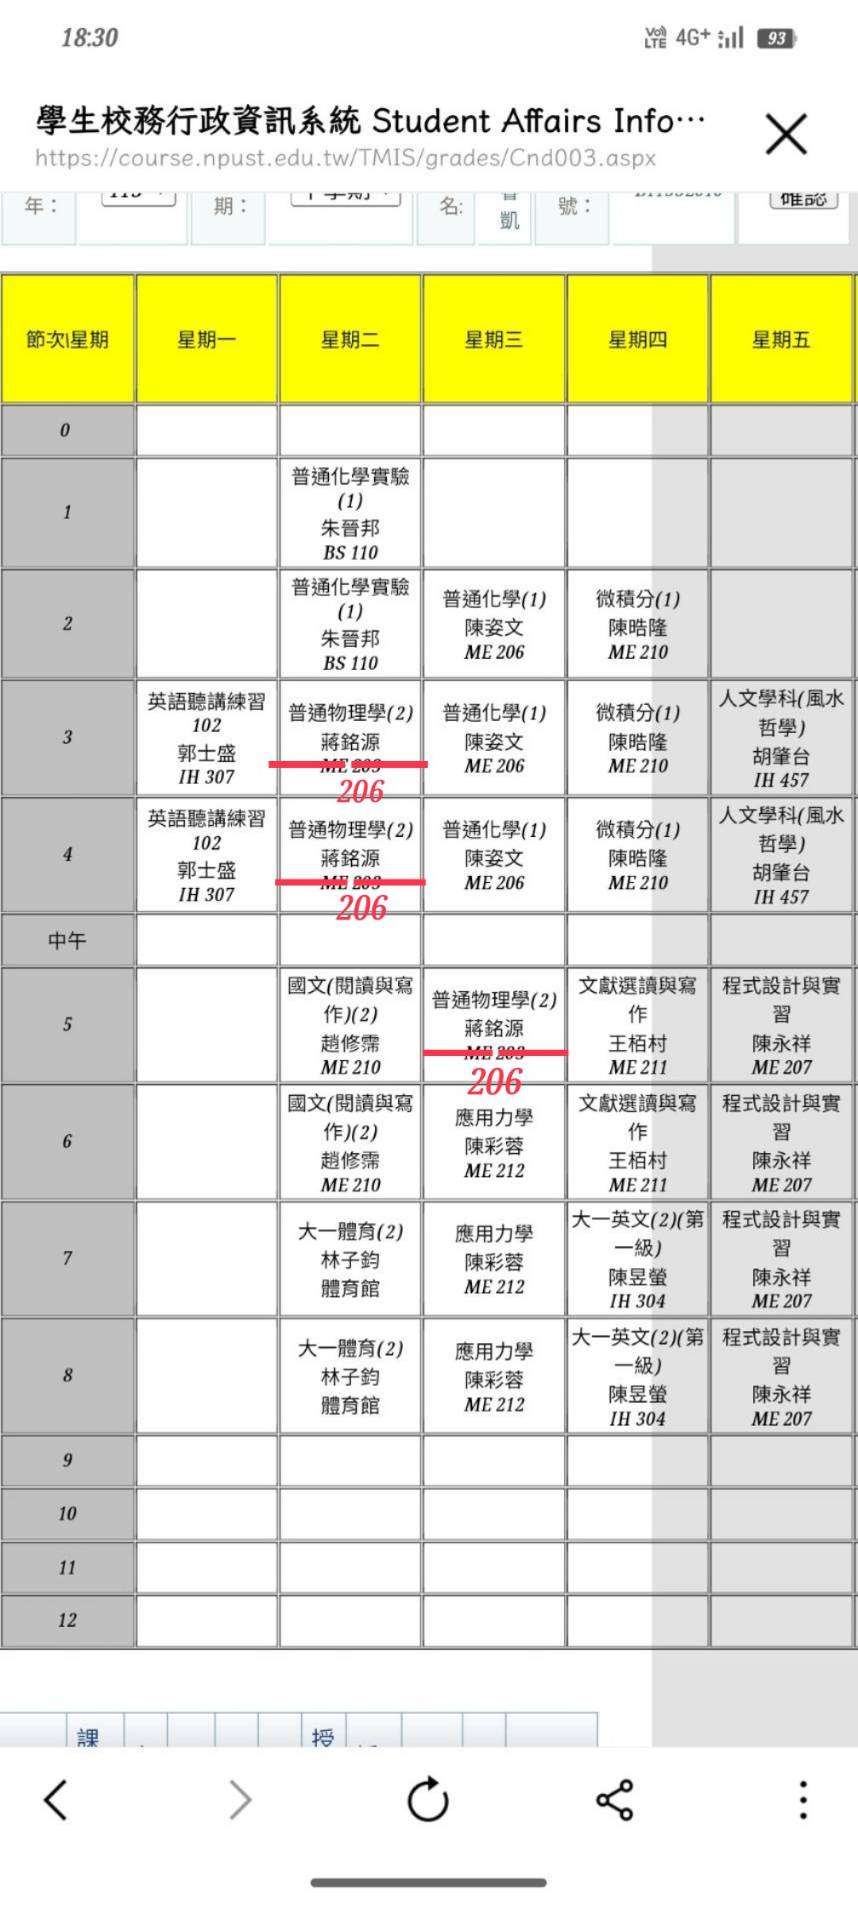 18:30
Vo) LTE 4G+ 93
學生校務行政資訊系統 Student Affairs Info…
https://course.npust.edu.tw/TMIS/grades/Cnd003.aspx
年： 期： 名: 凱 號： 確認
節次\星期 星期一 星期二 星期三 星期四 星期五
0
1
普通化學實驗
(1)
朱晉邦
BS 110
2
普通化學實驗
(1)
朱晉邦
BS 110
普通化學(1)
陳姿文
ME 206
微積分(1)
陳晧隆
ME 210
3
英語聽講練習
102
郭士盛
IH 307
普通物理學(2)
蔣銘源
ME 203
206
普通化學(1)
陳姿文
ME 206
微積分(1)
陳晧隆
ME 210
人文學科(風水
哲學)
胡肇台
IH 457
4
英語聽講練習
102
郭士盛
IH 307
普通物理學(2)
蔣銘源
ME 203
206
普通化學(1)
陳姿文
ME 206
微積分(1)
陳晧隆
ME 210
人文學科(風水
哲學)
胡肇台
IH 457
中午
5
國文(閱讀與寫
作)(2)
趙修霈
ME 210
普通物理學(2)
蔣銘源
ME 203
206
文獻選讀與寫
作
王栢村
ME 211
程式設計與實
習
陳永祥
ME 207
6
國文(閱讀與寫
作)(2)
趙修霈
ME 210
應用力學
陳彩蓉
ME 212
文獻選讀與寫
作
王栢村
ME 211
程式設計與實
習
陳永祥
ME 207
7
大一體育(2)
林子鈞
體育館
應用力學
陳彩蓉
ME 212
大一英文(2)(第
一級)
陳昱螢
IH 304
程式設計與實
習
陳永祥
ME 207
8
大一體育(2)
林子鈞
體育館
應用力學
陳彩蓉
ME 212
大一英文(2)(第
一級)
陳昱螢
IH 304
程式設計與實
習
陳永祥
ME 207
9
10
11
12
課 授